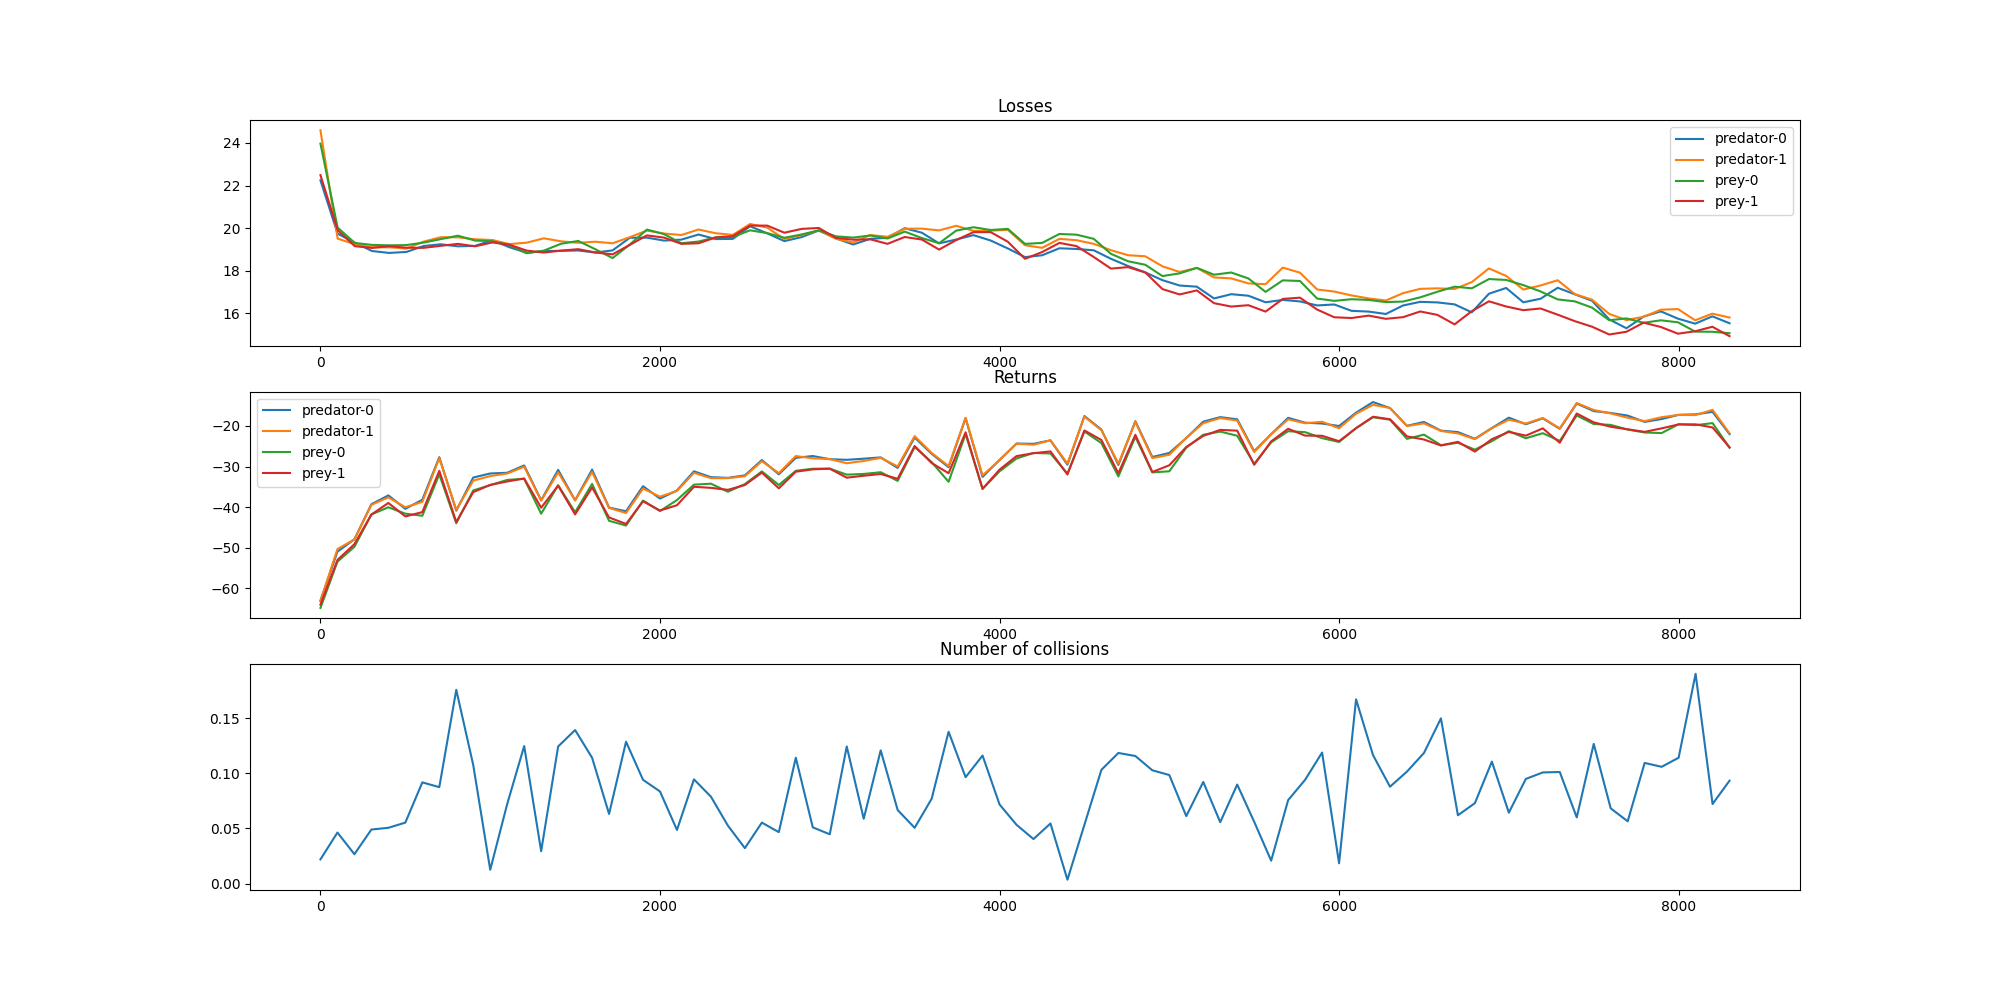 Losses
24
22
20
18
16
predator-0
predator-1
prey-0
prey-1
0 2000 4000 6000 8000
Returns
−20
−30
−40
−50
−60
predator-0
predator-1
prey-0
prey-1
0 2000 4000 6000 8000
Number of collisions
0.15
0.10
0.05
0.00
0 2000 4000 6000 8000